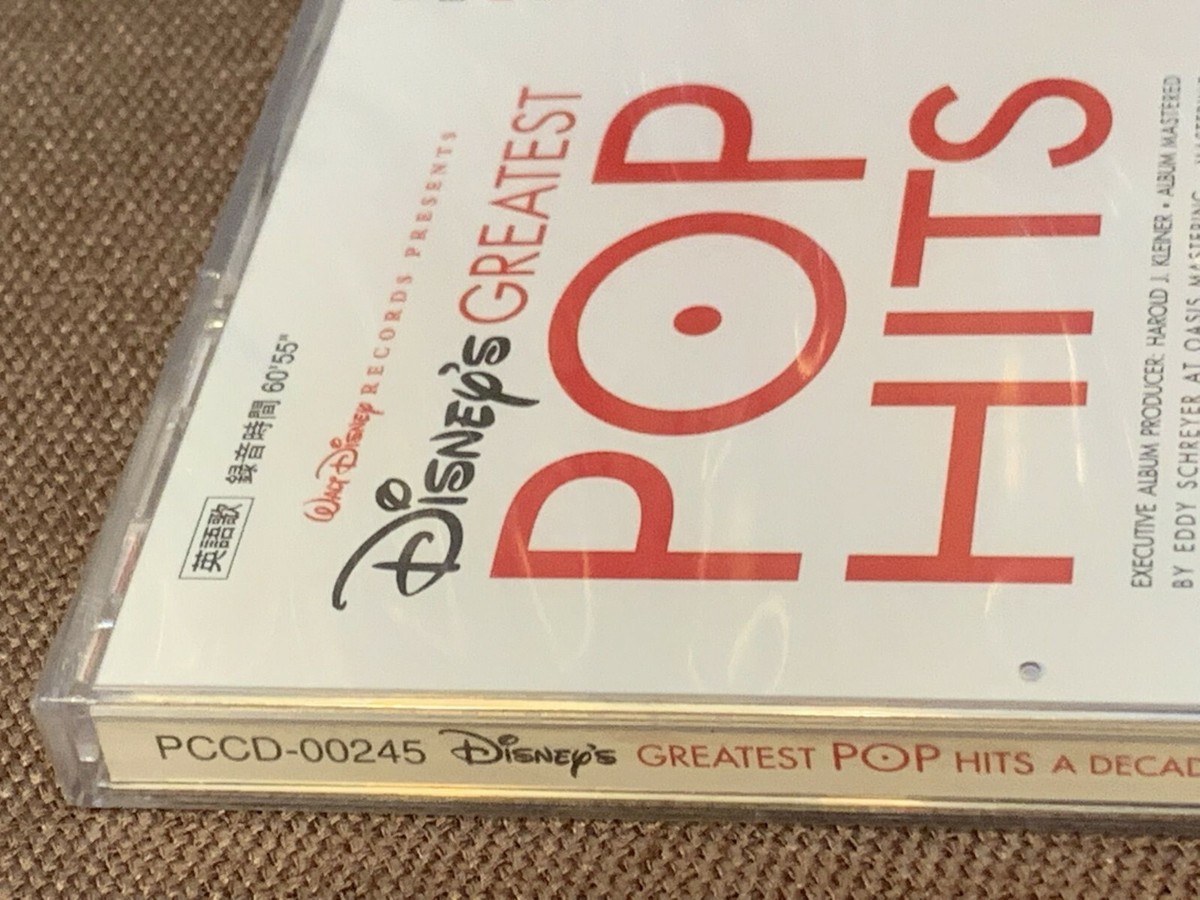 英語歌 録音時間 60'55"
WALT DISNEY RECORDS PRESENTS
DISNEY'S GREATEST
POP
HITS
EXECUTIVE ALBUM PRODUCER: HAROLD J. KLEINER • ALBUM MASTERED
BY EDDY SCHREYER AT OASIS MASTERING
PCCD-00245 DISNEY'S GREATEST POP HITS A DECAD